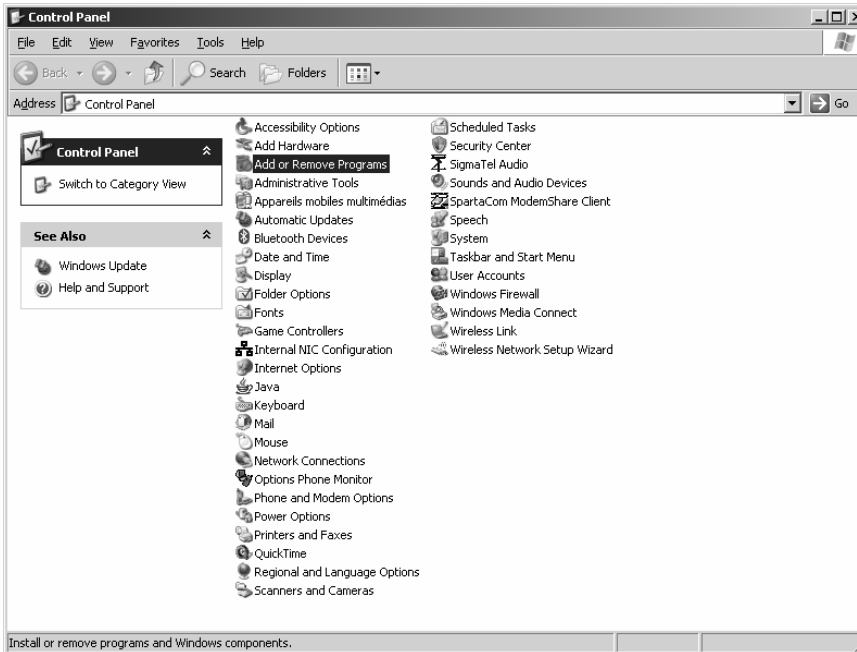 Control Panel
File Edit View Favorites Tools Help
Back Search Folders
Address Control Panel Go
Control Panel
Switch to Category View
See Also
Windows Update
Help and Support
Accessibility Options
Add Hardware
Add or Remove Programs
Administrative Tools
Appareils mobiles multimédias
Automatic Updates
Bluetooth Devices
Date and Time
Display
Folder Options
Fonts
Game Controllers
Internal NIC Configuration
Internet Options
Java
Keyboard
Mail
Mouse
Network Connections
Options Phone Monitor
Phone and Modem Options
Power Options
Printers and Faxes
QuickTime
Regional and Language Options
Scanners and Cameras
Scheduled Tasks
Security Center
SigmaTel Audio
Sounds and Audio Devices
SpartaCom ModemShare Client
Speech
System
Taskbar and Start Menu
User Accounts
Windows Firewall
Windows Media Connect
Wireless Link
Wireless Network Setup Wizard
Install or remove programs and Windows components.